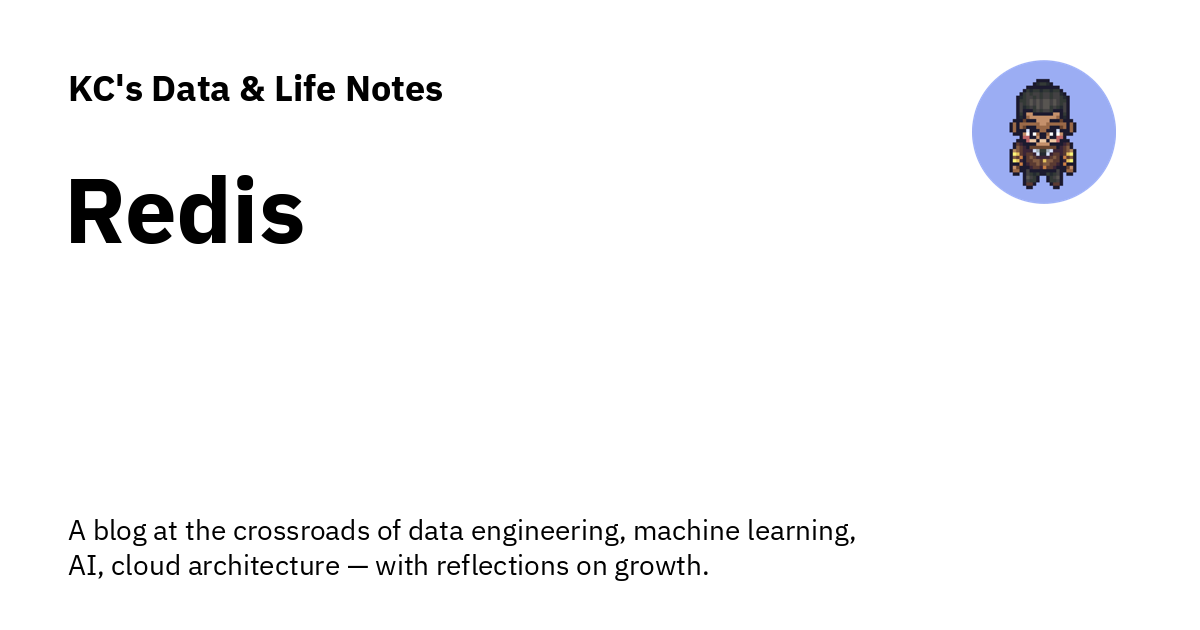 KC's Data & Life Notes
Redis
A blog at the crossroads of data engineering, machine learning,
AI, cloud architecture — with reflections on growth.